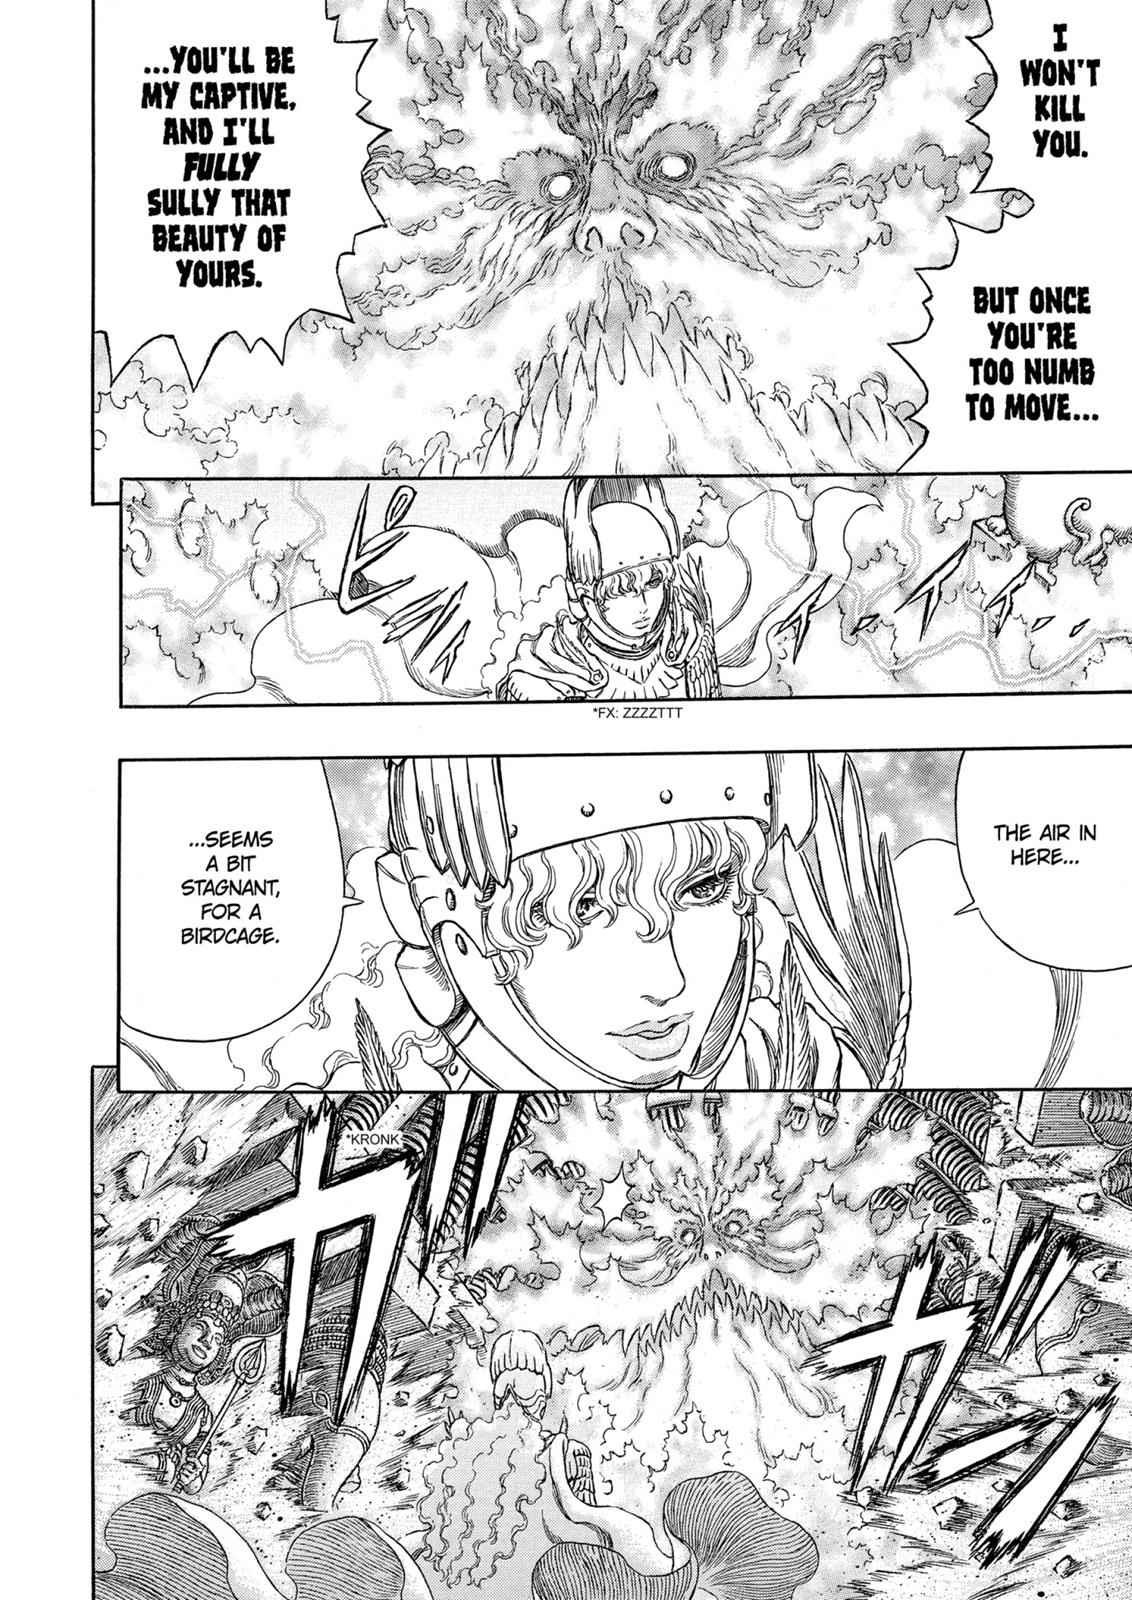 I
WON'T
KILL
YOU.
BUT ONCE
YOU'RE
TOO NUMB
TO MOVE...
...YOU'LL BE
MY CAPTIVE,
AND I'LL
FULLY
SULLY THAT
BEAUTY OF
YOURS.
*FX: ZZZZTTT
THE AIR IN
HERE...
...SEEMS
A BIT
STAGNANT,
FOR A
BIRDCAGE.
*KRONK